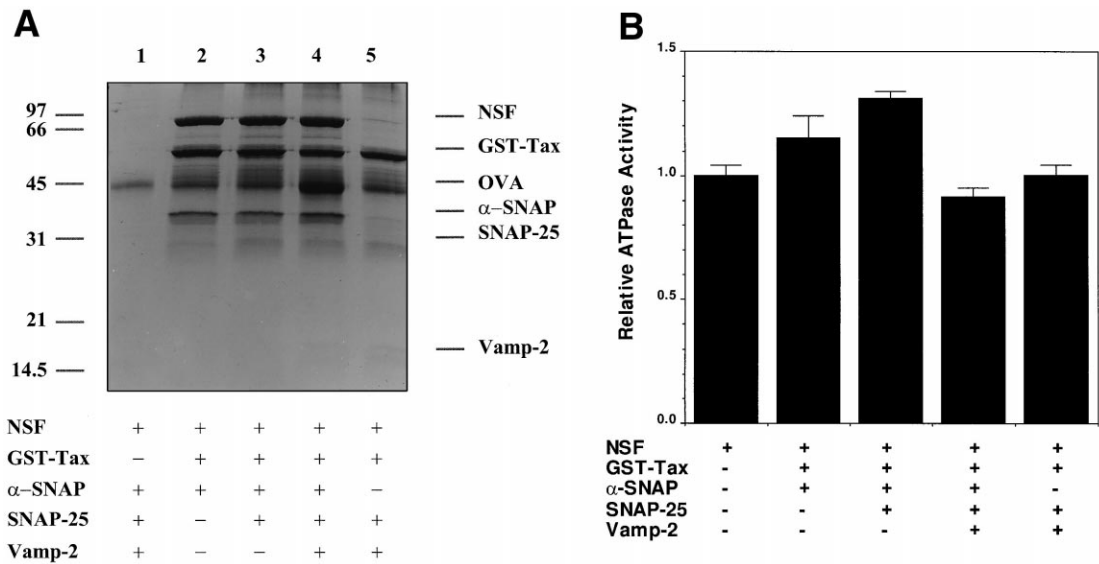 A
1 2 3 4 5
97
66
45
31
21
14.5
NSF
GST-Tax
OVA
α–SNAP
SNAP-25
Vamp-2
NSF + + + + +
GST-Tax – + + + +
α–SNAP + + + + –
SNAP-25 + – + + +
Vamp-2 + – – + +
B
Relative ATPase Activity
1.5
1.0
0.5
0.0
NSF + + + + +
GST-Tax - + + + +
α-SNAP - + + + -
SNAP-25 - - + + +
Vamp-2 - - - + +